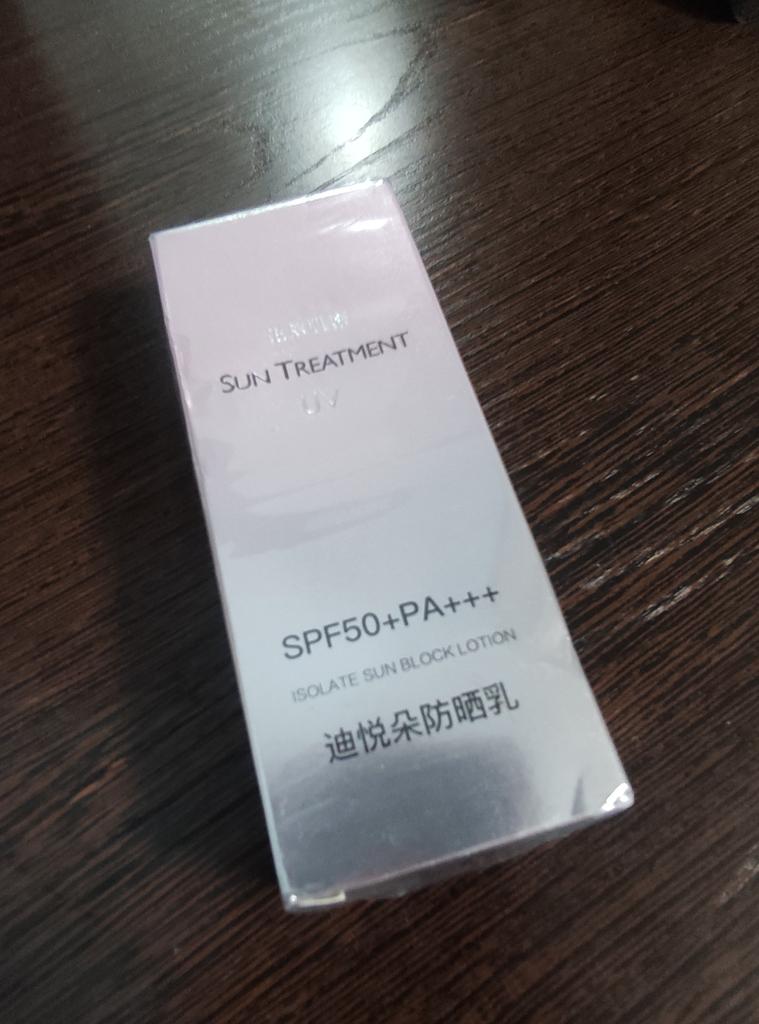 SUN TREATMENT
UV
SPF50+PA+++
ISOLATE SUN BLOCK LOTION
迪悦朵防晒乳